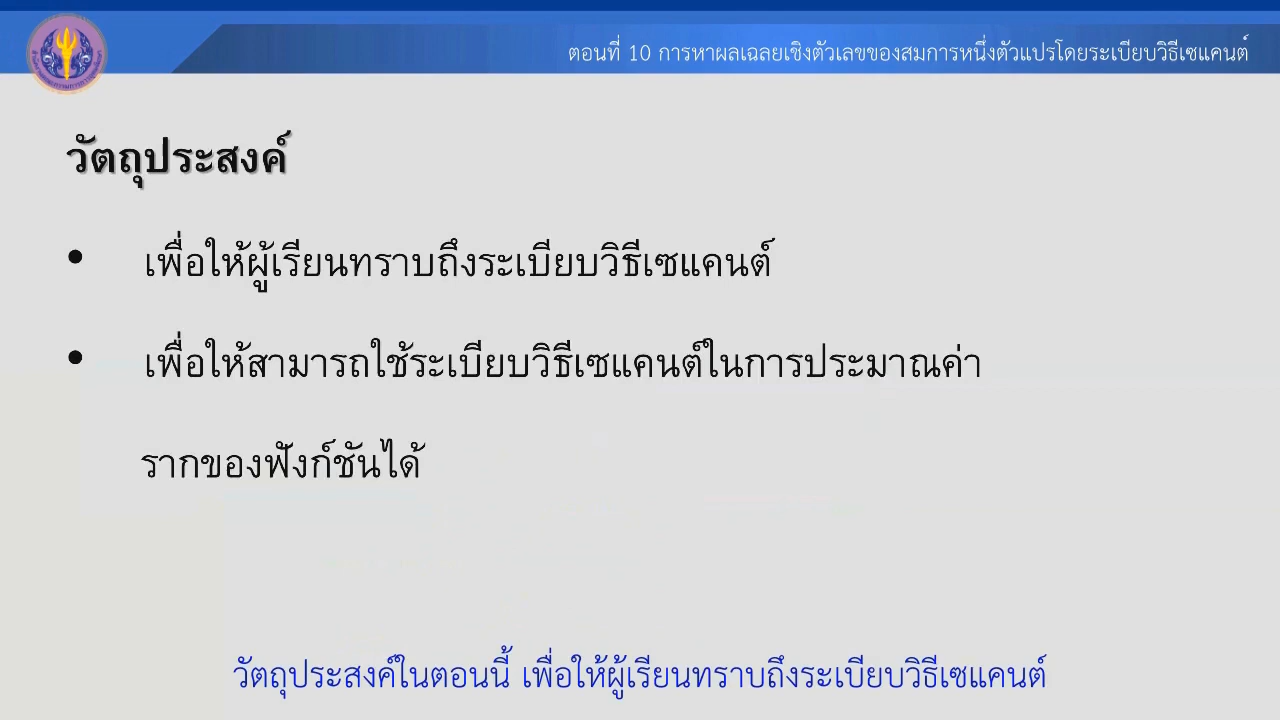 ตอนที่ 10 การหาผลเฉลยเชิงตัวเลขของสมการหนึ่งตัวแปรโดยระเบียบวิธีเซแคนต์
วัตถุประสงค์
• เพื่อให้ผู้เรียนทราบถึงระเบียบวิธีเซแคนต์
• เพื่อให้สามารถใช้ระเบียบวิธีเซแคนต์ในการประมาณค่า
รากของฟังก์ชันได้
วัตถุประสงค์ในตอนนี้ เพื่อให้ผู้เรียนทราบถึงระเบียบวิธีเซแคนต์